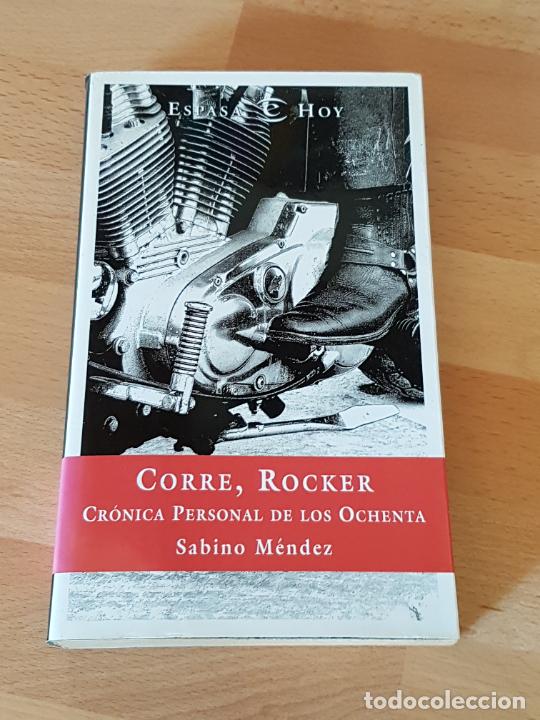 ESPASA HOY
CORRE, ROCKER
CRÓNICA PERSONAL DE LOS OCHENTA
Sabino Méndez
todocoleccion